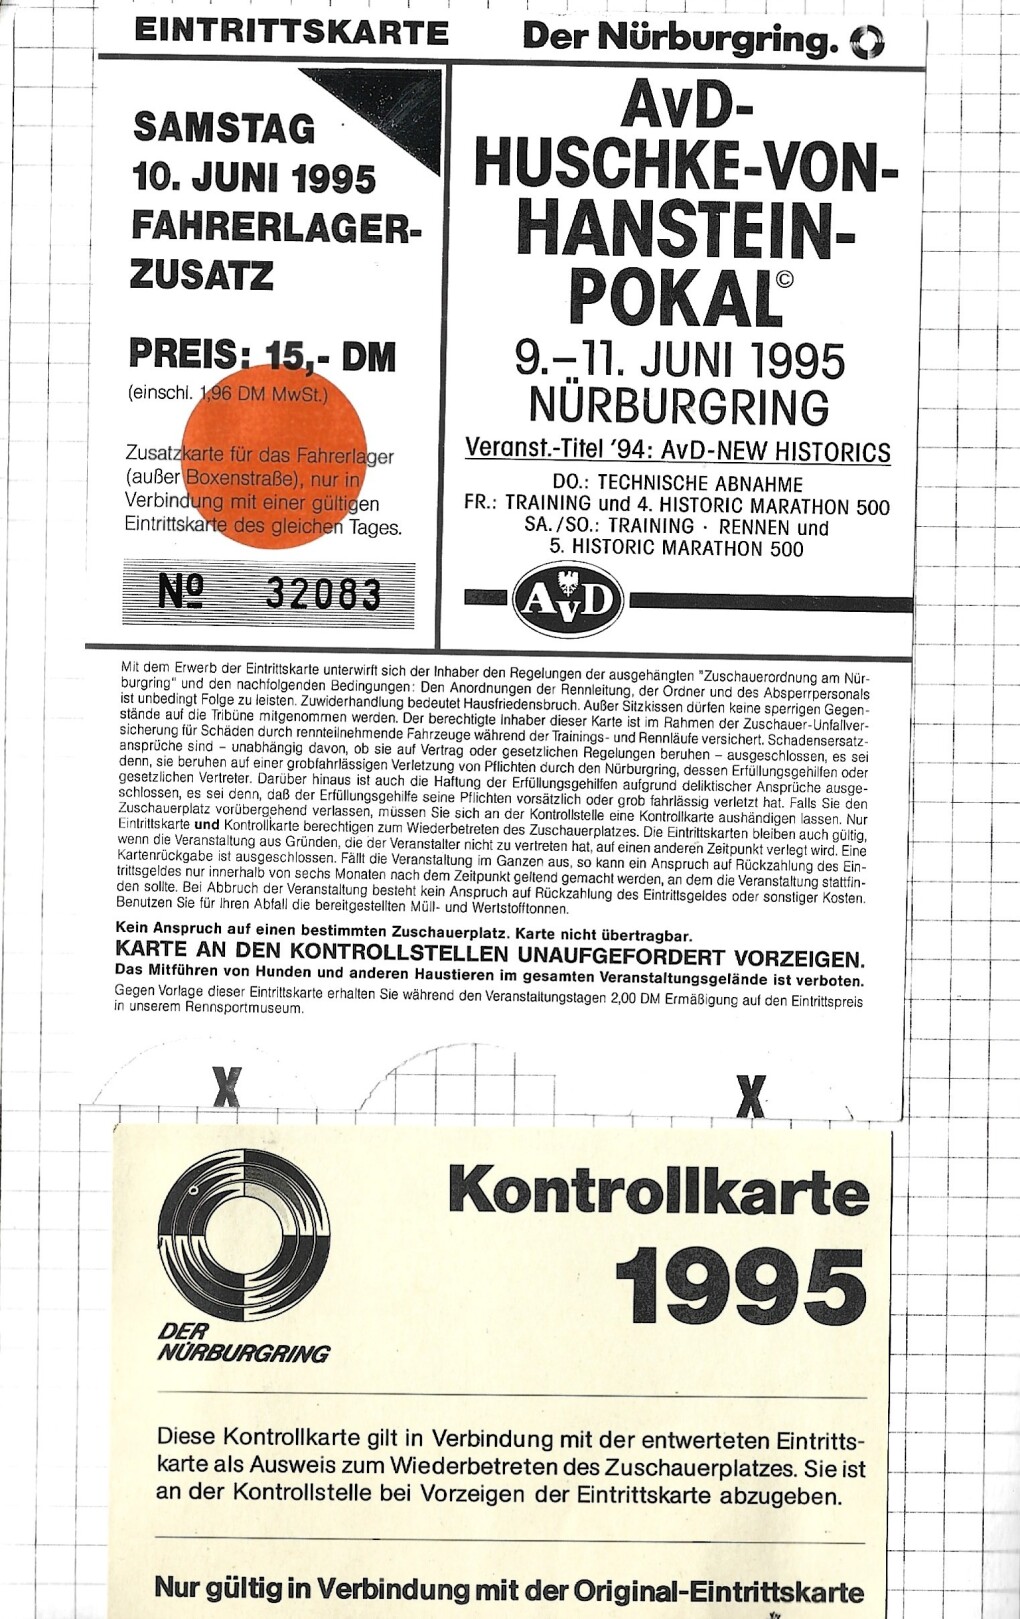 EINTRITTSKARTE
Der Nürburgring.
SAMSTAG
10. JUNI 1995
FAHRERLAGER-
ZUSATZ
PREIS: 15,- DM
(einschl. 1,96 DM MwSt.)
Zusatzkarte für das Fahrerlager
(außer Boxenstraße), nur in
Verbindung mit einer gültigen
Eintrittskarte des gleichen Tages.
Nº 32083
AvD-
HUSCHKE-VON-
HANSTEIN-
POKAL©
9.–11. JUNI 1995
NÜRBURGRING
Veranst.-Titel '94: AvD-NEW HISTORICS
DO.: TECHNISCHE ABNAHME
FR.: TRAINING und 4. HISTORIC MARATHON 500
SA./SO.: TRAINING · RENNEN und
5. HISTORIC MARATHON 500
AvD
Mit dem Erwerb der Eintrittskarte unterwirft sich der Inhaber den Regelungen der ausgehängten "Zuschauerordnung am Nür-
burgring" und den nachfolgenden Bedingungen: Den Anordnungen der Rennleitung, der Ordner und des Absperrpersonals
ist unbedingt Folge zu leisten. Zuwiderhandlung bedeutet Hausfriedensbruch. Außer Sitzkissen dürfen keine sperrigen Gegen-
stände auf die Tribüne mitgenommen werden. Der berechtigte Inhaber dieser Karte ist im Rahmen der Zuschauer-Unfallver-
sicherung für Schäden durch rennteilnehmende Fahrzeuge während der Trainings- und Rennläufe versichert. Schadensersatz-
ansprüche sind – unabhängig davon, ob sie auf Vertrag oder gesetzlichen Regelungen beruhen – ausgeschlossen, es sei
denn, sie beruhen auf einer grobfahrlässigen Verletzung von Pflichten durch den Nürburgring, dessen Erfüllungsgehilfen oder
gesetzlichen Vertreter. Darüber hinaus ist auch die Haftung der Erfüllungsgehilfen aufgrund deliktischer Ansprüche ausge-
schlossen, es sei denn, daß der Erfüllungsgehilfe seine Pflichten vorsätzlich oder grob fahrlässig verletzt hat. Falls Sie den
Zuschauerplatz vorübergehend verlassen, müssen Sie sich an der Kontrollstelle eine Kontrollkarte aushändigen lassen. Nur
Eintrittskarte und Kontrollkarte berechtigen zum Wiederbetreten des Zuschauerplatzes. Die Eintrittskarten bleiben auch gültig,
wenn die Veranstaltung aus Gründen, die der Veranstalter nicht zu vertreten hat, auf einen anderen Zeitpunkt verlegt wird. Eine
Kartenrückgabe ist ausgeschlossen. Fällt die Veranstaltung im Ganzen aus, so kann ein Anspruch auf Rückzahlung des Ein-
trittsgeldes nur innerhalb von sechs Monaten nach dem Zeitpunkt geltend gemacht werden, an dem die Veranstaltung stattfin-
den sollte. Bei Abbruch der Veranstaltung besteht kein Anspruch auf Rückzahlung des Eintrittsgeldes oder sonstiger Kosten.
Benutzen Sie für Ihren Abfall die bereitgestellten Müll- und Wertstofftonnen.
Kein Anspruch auf einen bestimmten Zuschauerplatz. Karte nicht übertragbar.
KARTE AN DEN KONTROLLSTELLEN UNAUFGEFORDERT VORZEIGEN.
Das Mitführen von Hunden und anderen Haustieren im gesamten Veranstaltungsgelände ist verboten.
Gegen Vorlage dieser Eintrittskarte erhalten Sie während den Veranstaltungstagen 2,00 DM Ermäßigung auf den Eintrittspreis
in unserem Rennsportmuseum.
X X
DER
NÜRBURGRING
Kontrollkarte
1995
Diese Kontrollkarte gilt in Verbindung mit der entwerteten Eintritts-
karte als Ausweis zum Wiederbetreten des Zuschauerplatzes. Sie ist
an der Kontrollstelle bei Vorzeigen der Eintrittskarte abzugeben.
Nur gültig in Verbindung mit der Original-Eintrittskarte